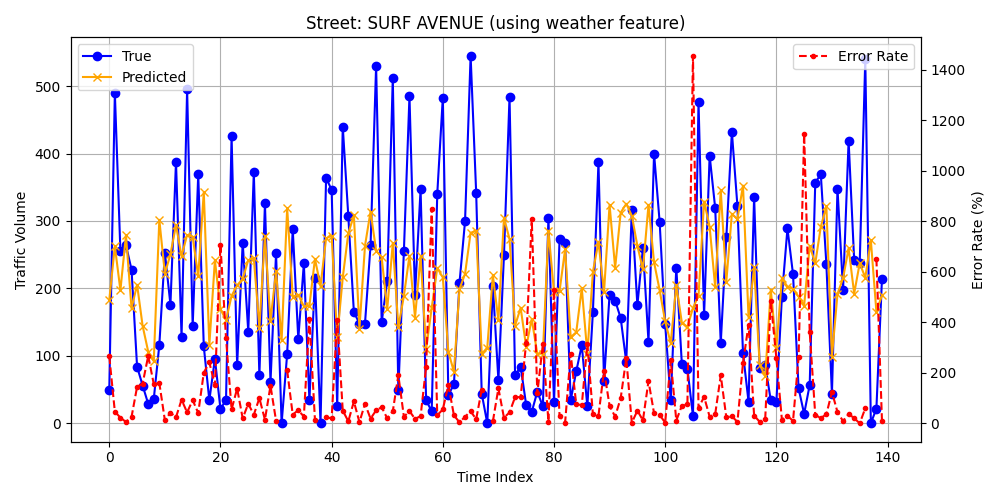 Street: SURF AVENUE (using weather feature)
True
Predicted
Error Rate
Traffic Volume
0
100
200
300
400
500
0
200
400
600
800
1000
1200
1400
Error Rate (%)
0 20 40 60 80 100 120 140
Time Index